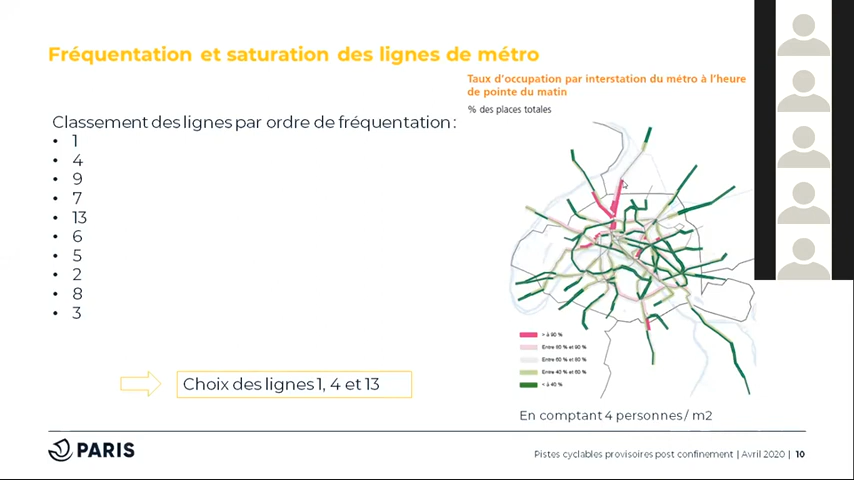 Fréquentation et saturation des lignes de métro
Taux d'occupation par interstation du métro à l'heure
de pointe du matin
% des places totales
Classement des lignes par ordre de fréquentation :
• 1
• 4
• 9
• 7
• 13
• 6
• 5
• 2
• 8
• 3
> à 90 %
Entre 80 % et 90 %
Entre 60 % et 80 %
Entre 40 % et 60 %
< à 40 %
Choix des lignes 1, 4 et 13
En comptant 4 personnes / m2
PARIS
Pistes cyclables provisoires post confinement | Avril 2020 | 10